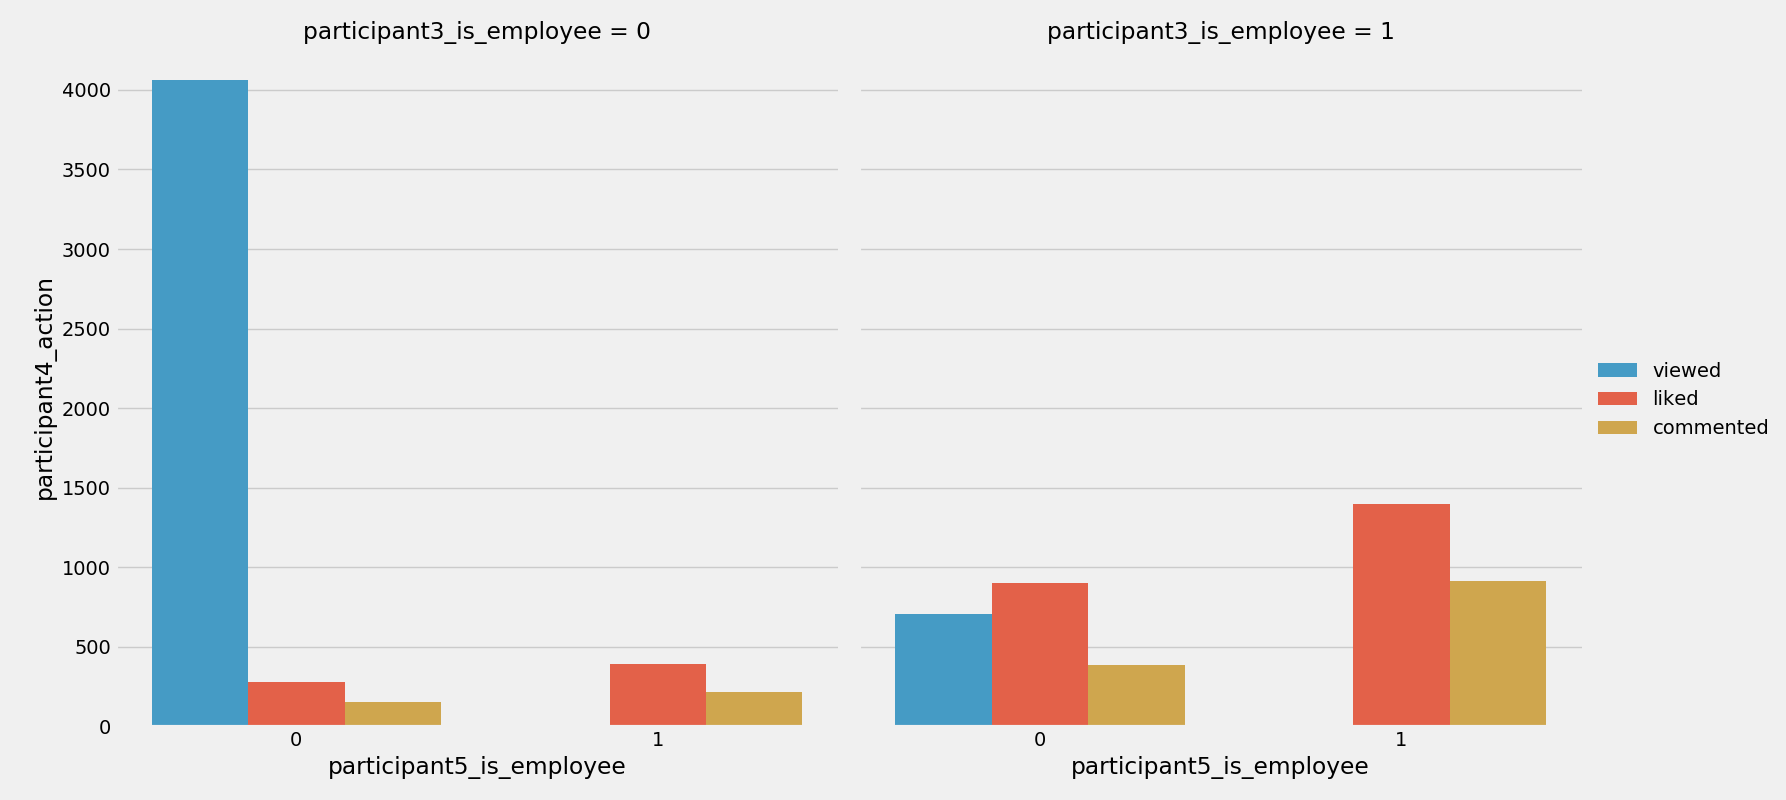 participant3_is_employee = 0
participant3_is_employee = 1
participant4_action
4000
3500
3000
2500
2000
1500
1000
500
0
0
1
participant5_is_employee
0
1
participant5_is_employee
viewed
liked
commented